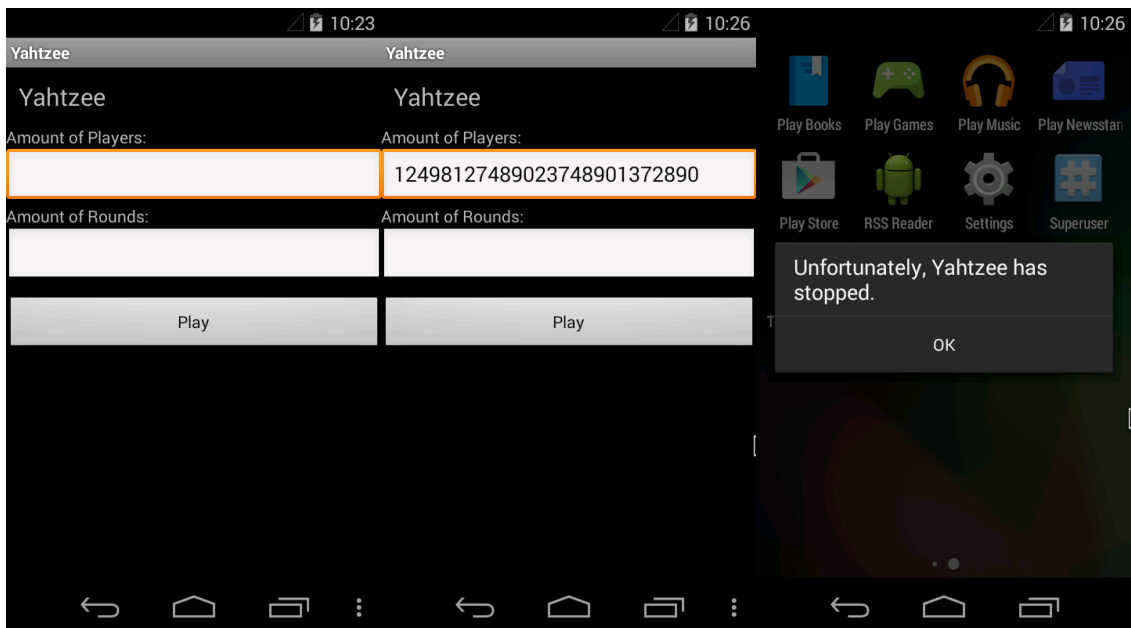 10:23
Yahtzee
Yahtzee
Amount of Players:
Amount of Rounds:
Play
10:26
Yahtzee
Yahtzee
Amount of Players:
12498127489023748901372890
Amount of Rounds:
Play
10:26
Play Books Play Games Play Music Play Newsstan
Play Store RSS Reader Settings Superuser
Unfortunately, Yahtzee has
stopped.
T
OK